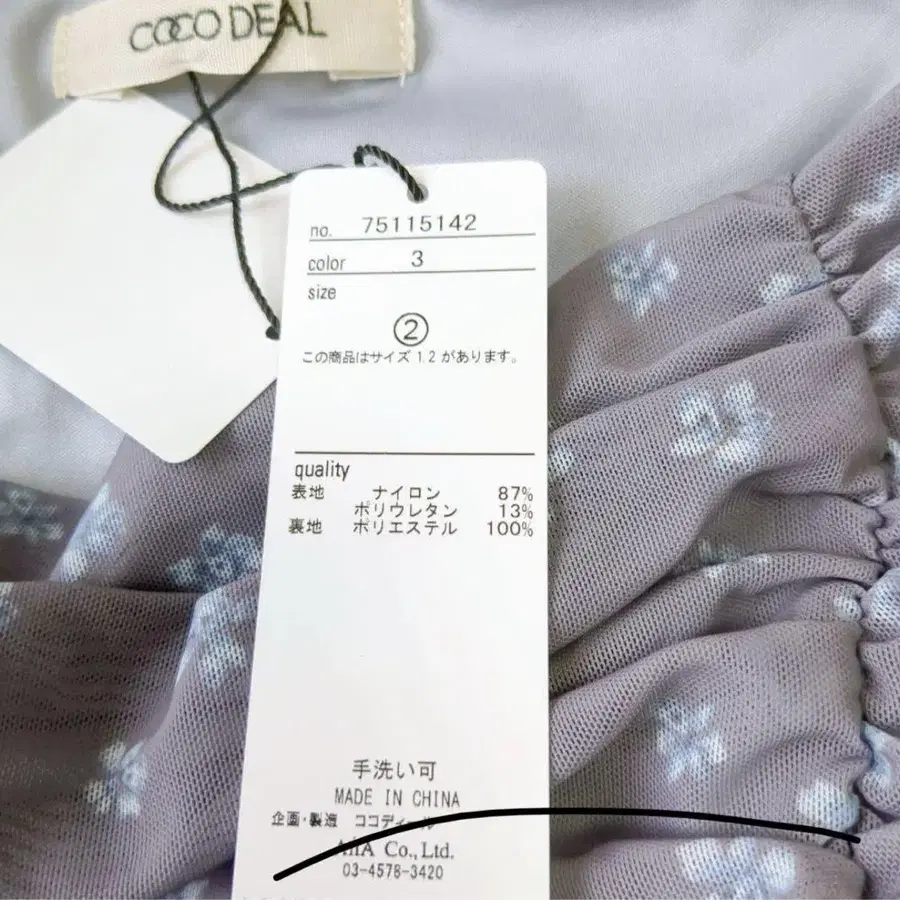 COCO DEAL
no. 75115142
color 3
size
②
この商品はサイズ 1.2 があります。
quality
表地 ナイロン 87%
ポリウレタン 13%
裏地 ポリエステル 100%
手洗い可
MADE IN CHINA
企画・製造 ココディール
Co., Ltd.
03-4578-3420